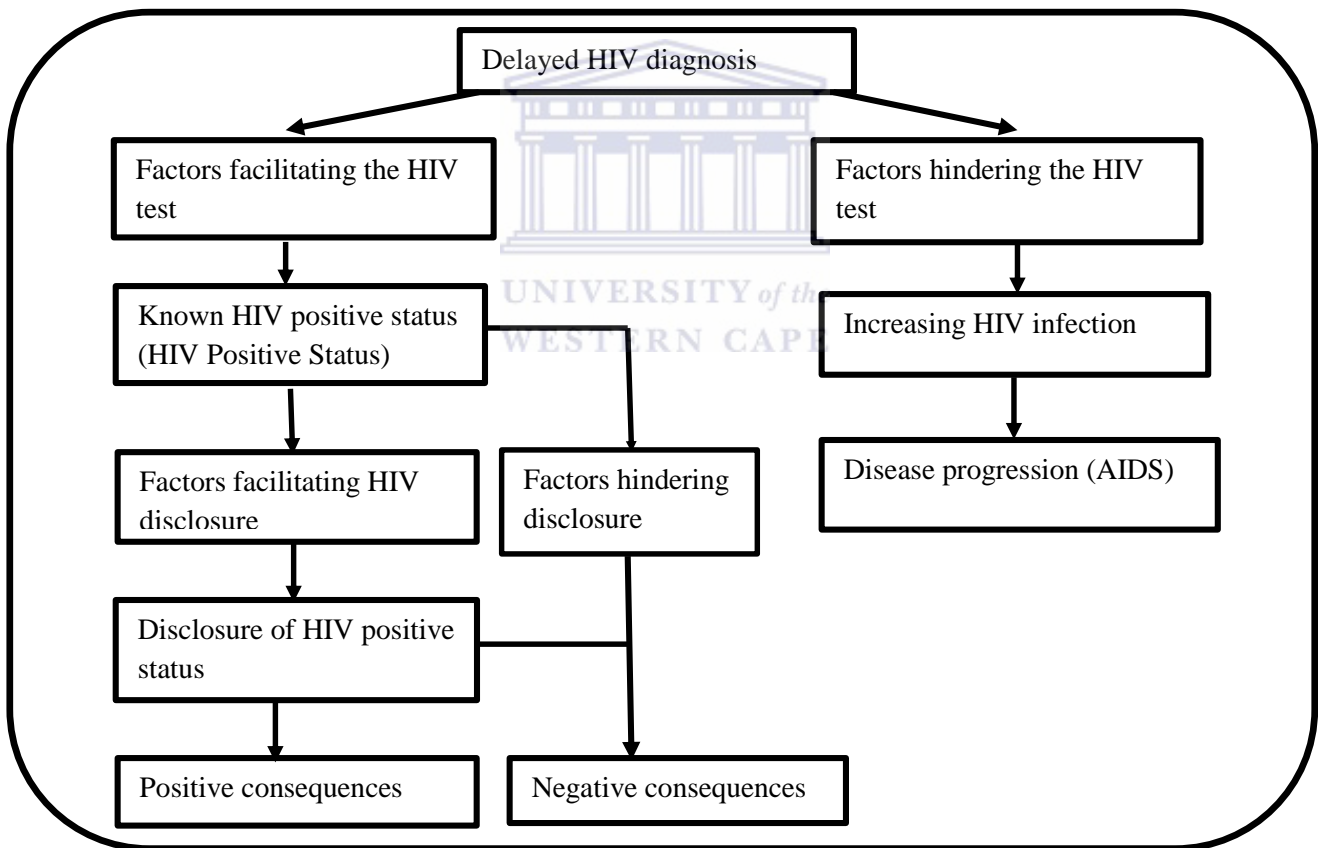 Delayed HIV diagnosis
Factors facilitating the HIV
test
Factors hindering the HIV
test
UNIVERSITY of the
WESTERN CAPE
Known HIV positive status
(HIV Positive Status)
Increasing HIV infection
Factors facilitating HIV
disclosure
Factors hindering
disclosure
Disease progression (AIDS)
Disclosure of HIV positive
status
Positive consequences
Negative consequences